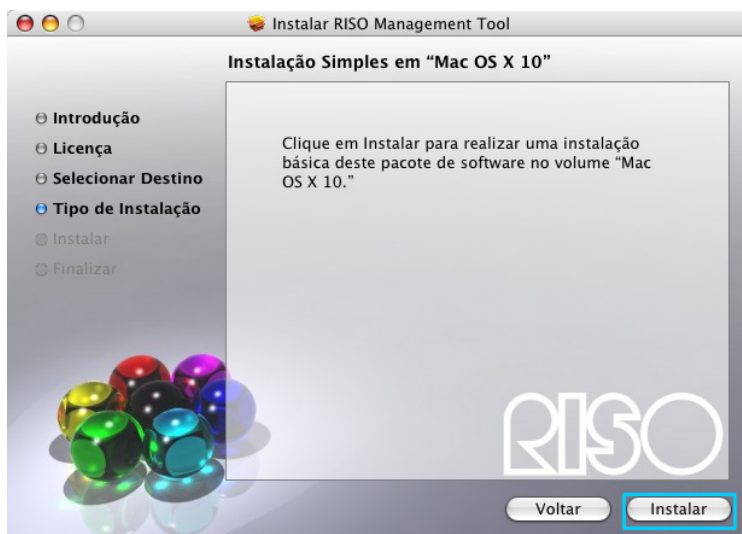 Instalar RISO Management Tool
Instalação Simples em “Mac OS X 10”
Introdução
Licença
Selecionar Destino
Tipo de Instalação
Instalar
Finalizar
Clique em Instalar para realizar uma instalação
básica deste pacote de software no volume “Mac
OS X 10.”
RISO
Voltar
Instalar